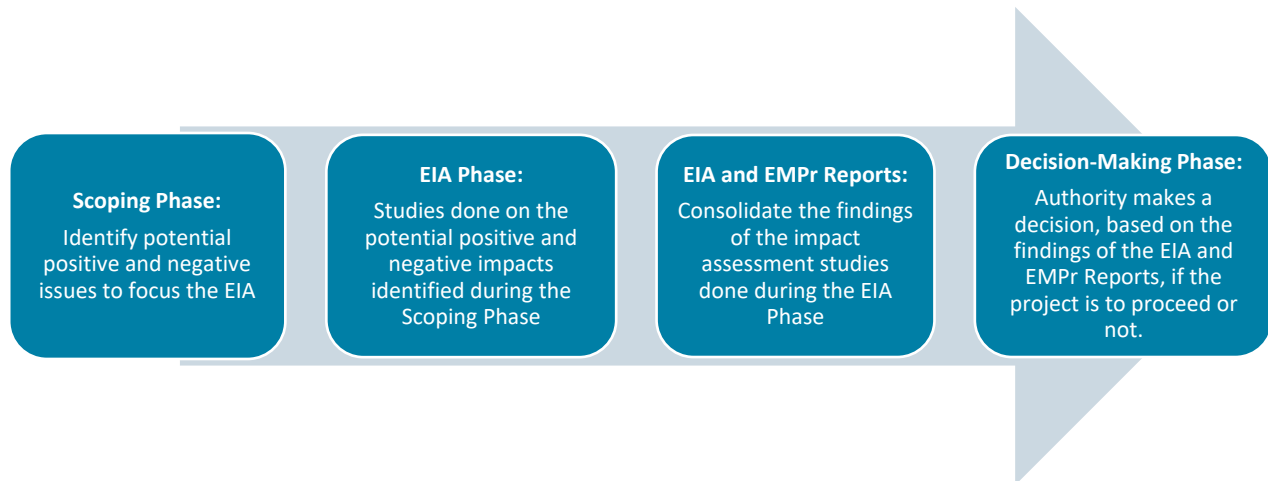 Scoping Phase:
Identify potential
positive and negative
issues to focus the EIA
EIA Phase:
Studies done on the
potential positive and
negative impacts
identified during the
Scoping Phase
EIA and EMPr Reports:
Consolidate the findings
of the impact
assessment studies
done during the EIA
Phase
Decision-Making Phase:
Authority makes a
decision, based on the
findings of the EIA and
EMPr Reports, if the
project is to proceed or
not.